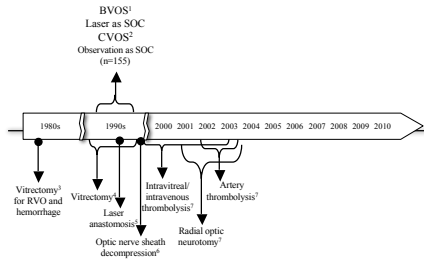 BVOS¹
Laser as SOC
CVOS²
Observation as SOC
(n=155)
1980s
1990s
2000 2001 2002 2003 2004 2005 2006 2007 2008 2009 2010
Vitrectomy³
for RVO and
hemorrhage
Vitrectomy⁴
Laser
anastomosis⁵
Optic nerve sheath
decompression⁶
Intravitreal/
intravenous
thrombolysis⁷
Radial optic
neurotomy⁷
Artery
thrombolysis⁷